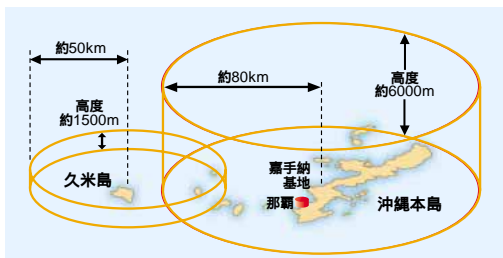 約50km
約80km
高度
約6000m
高度
約1500m
久米島
嘉手納
基地
那覇
沖縄本島